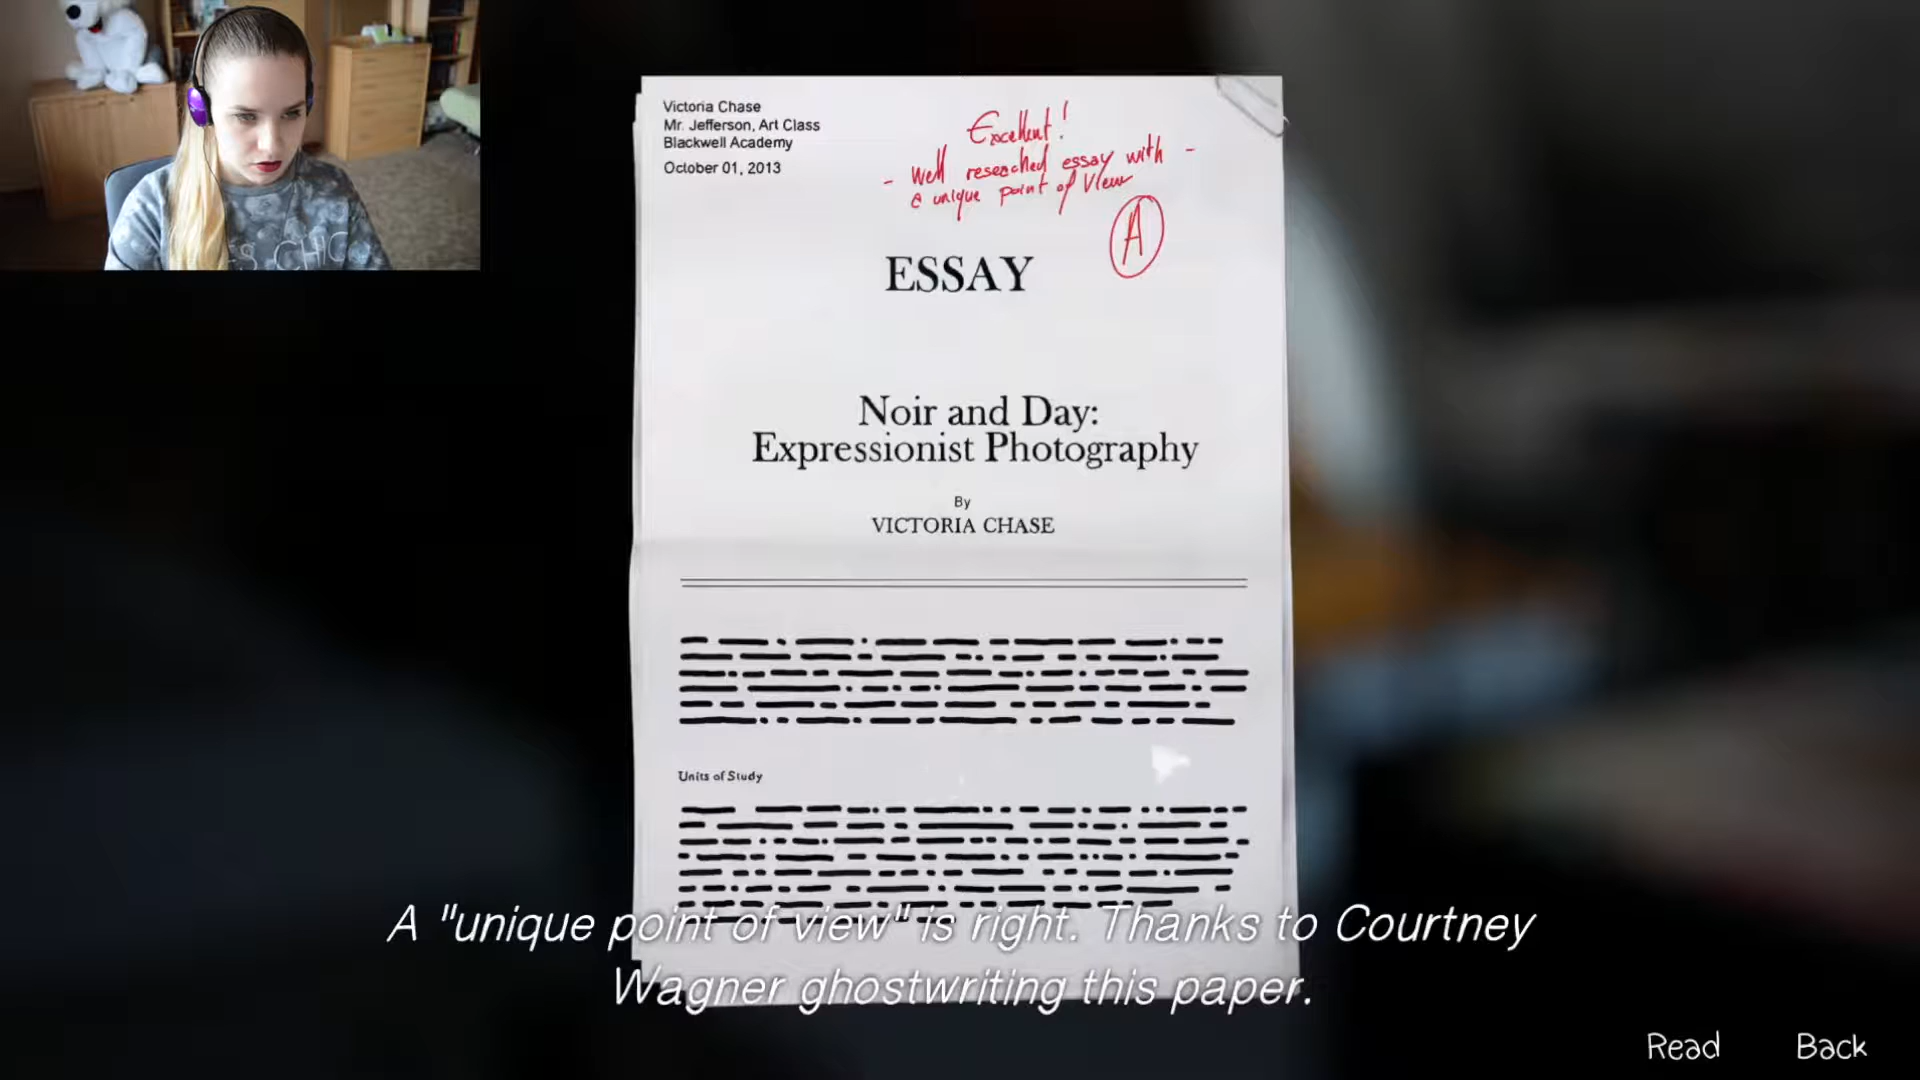 Victoria Chase
Mr. Jefferson, Art Class
Blackwell Academy
October 01, 2013
Excellent!
- well reseached essay with -
a unique point of view
A
ESSAY
Noir and Day:
Expressionist Photography
By
VICTORIA CHASE
Units of Study
A "unique point of view" is right. Thanks to Courtney
Wagner ghostwriting this paper.
Read
Back